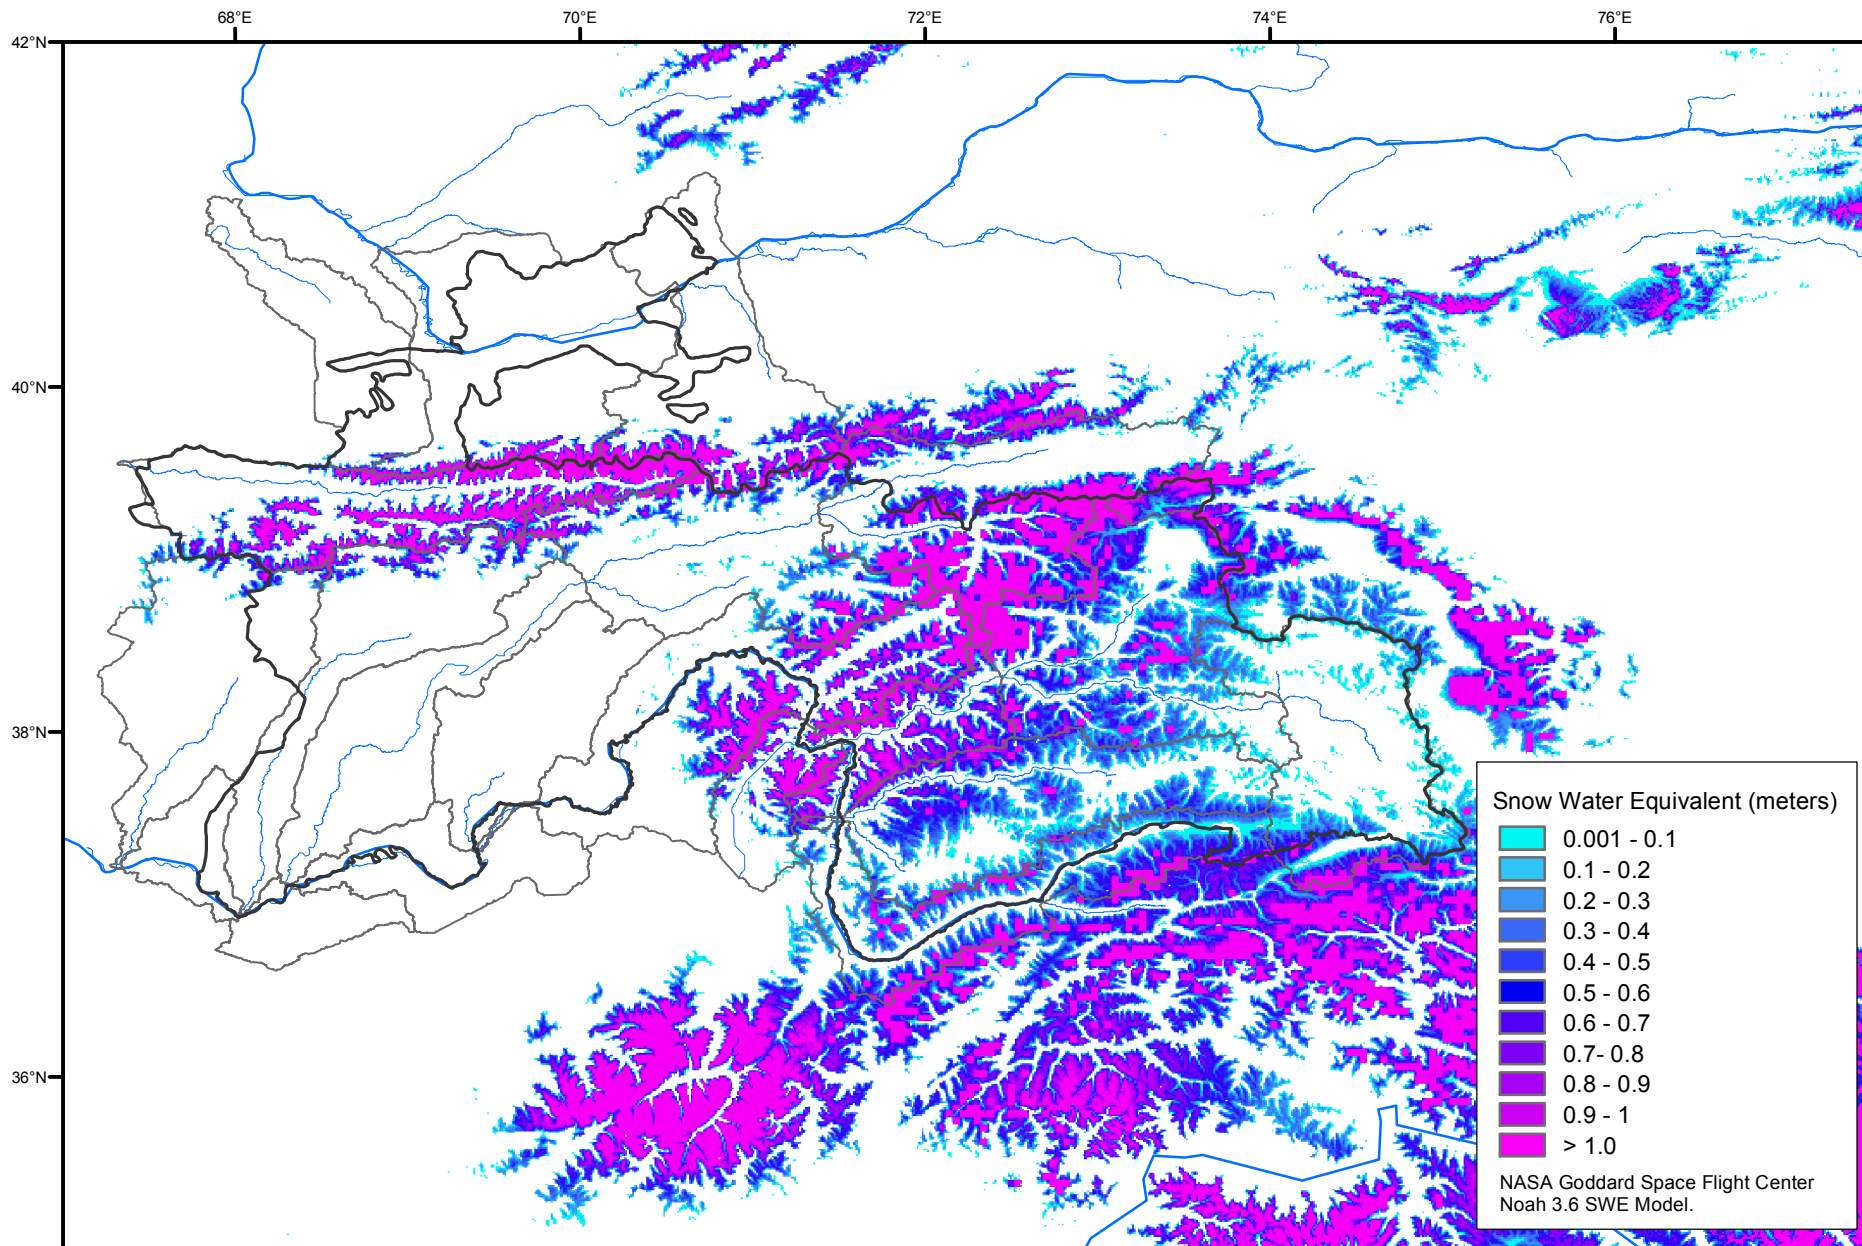 68°E
70°E
72°E
74°E
76°E
42°N
40°N
38°N
36°N
Snow Water Equivalent (meters)
0.001 - 0.1
0.1 - 0.2
0.2 - 0.3
0.3 - 0.4
0.4 - 0.5
0.5 - 0.6
0.6 - 0.7
0.7- 0.8
0.8 - 0.9
0.9 - 1
> 1.0
NASA Goddard Space Flight Center
Noah 3.6 SWE Model.